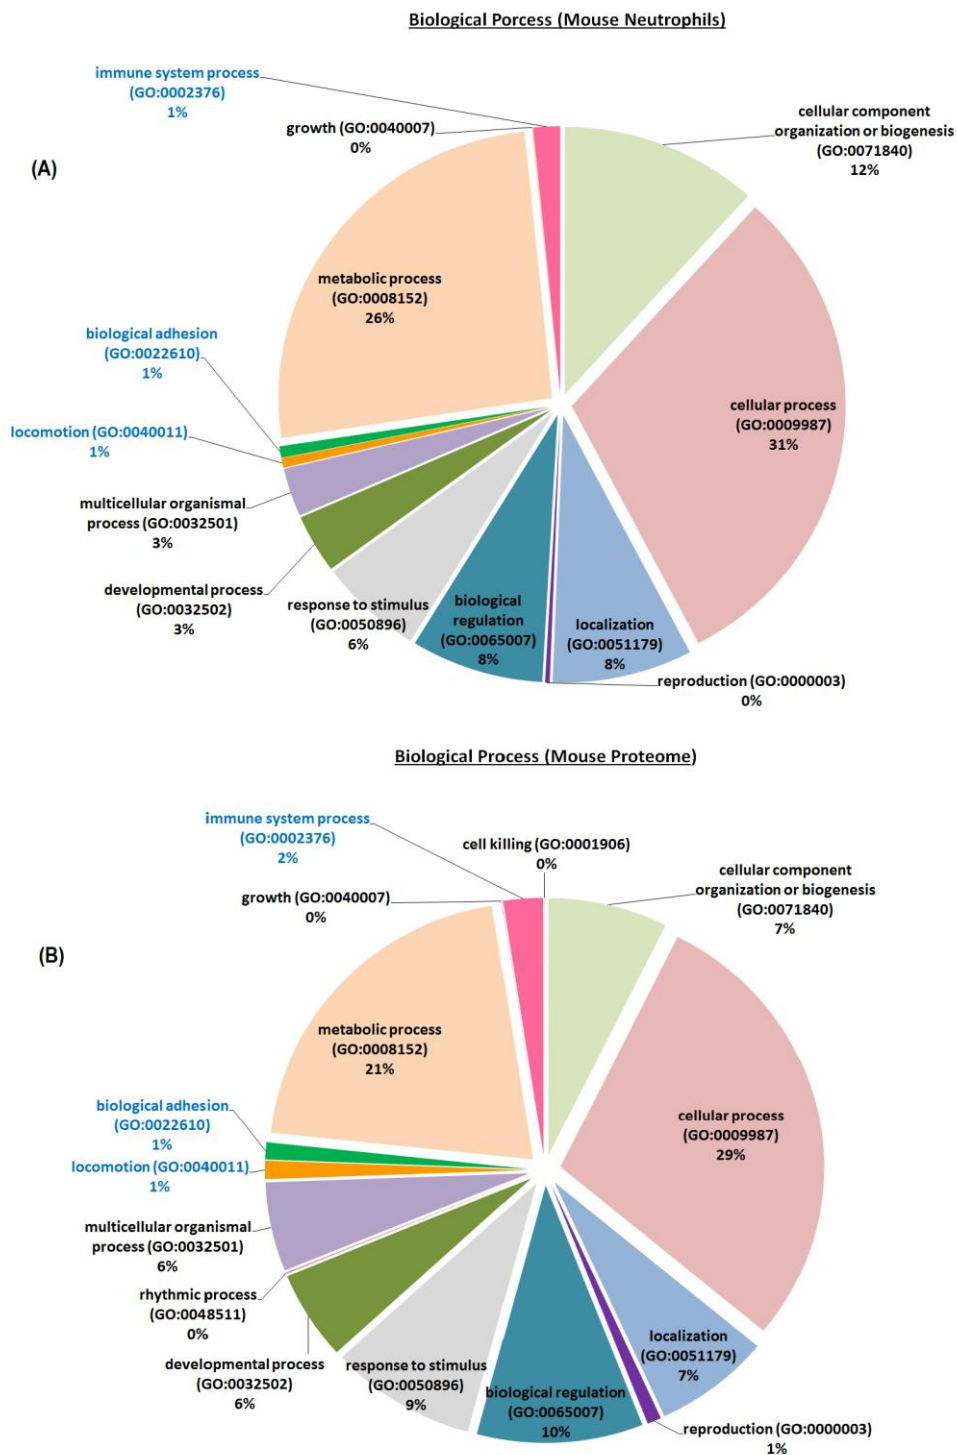 Biological Porcess (Mouse Neutrophils)
immune system process
(GO:0002376)
1%
growth (GO:0040007)
0%
cellular component
organization or biogenesis
(GO:0071840)
12%
(A)
metabolic process
(GO:0008152)
26%
biological adhesion
(GO:0022610)
1%
cellular process
(GO:0009987)
31%
locomotion (GO:0040011)
1%
multicellular organismal
process (GO:0032501)
3%
developmental process
(GO:0032502)
3%
response to stimulus
(GO:0050896)
6%
biological
regulation
(GO:0065007)
8%
localization
(GO:0051179)
8%
reproduction (GO:0000003)
0%
Biological Process (Mouse Proteome)
immune system process
(GO:0002376)
2%
cell killing (GO:0001906)
0%
growth (GO:0040007)
0%
cellular component
organization or biogenesis
(GO:0071840)
7%
(B)
metabolic process
(GO:0008152)
21%
biological adhesion
(GO:0022610)
1%
cellular process
(GO:0009987)
29%
locomotion (GO:0040011)
1%
multicellular organismal
process (GO:0032501)
6%
rhythmic process
(GO:0048511)
0%
developmental process
(GO:0032502)
6%
response to stimulus
(GO:0050896)
9%
biological regulation
(GO:0065007)
10%
localization
(GO:0051179)
7%
reproduction (GO:0000003)
1%